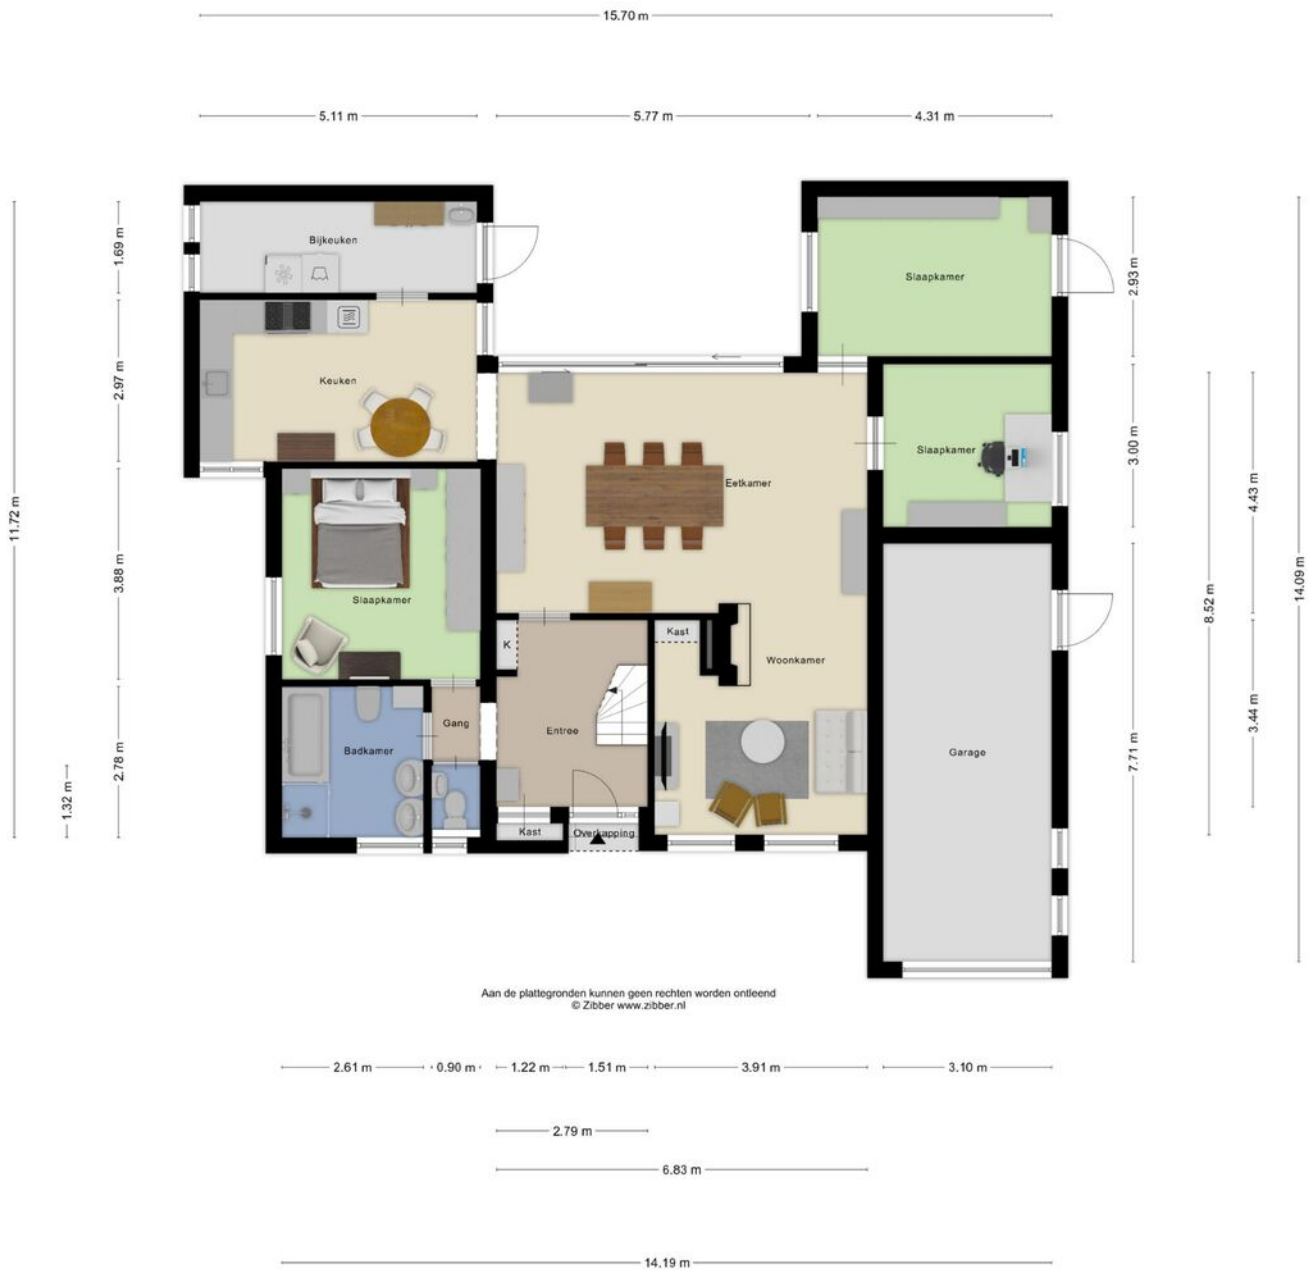 15.70 m
5.11 m
5.77 m
4.31 m
Bijkeuken
1.69 m
Slaapkamer
2.93 m
Keuken
2.97 m
Slaapkamer
3.00 m
Eetkamer
4.43 m
11.72 m
3.88 m
Slaapkamer
8.52 m
14.09 m
K
Kast
Woonkamer
3.44 m
Gang
Entree
Badkamer
Garage
2.78 m
7.71 m
1.32 m
Kast
Overkapping
Aan de plattegronden kunnen geen rechten worden ontleend
© Zibber www.zibber.nl
2.61 m
0.90 m
1.22 m
1.51 m
3.91 m
3.10 m
2.79 m
6.83 m
14.19 m